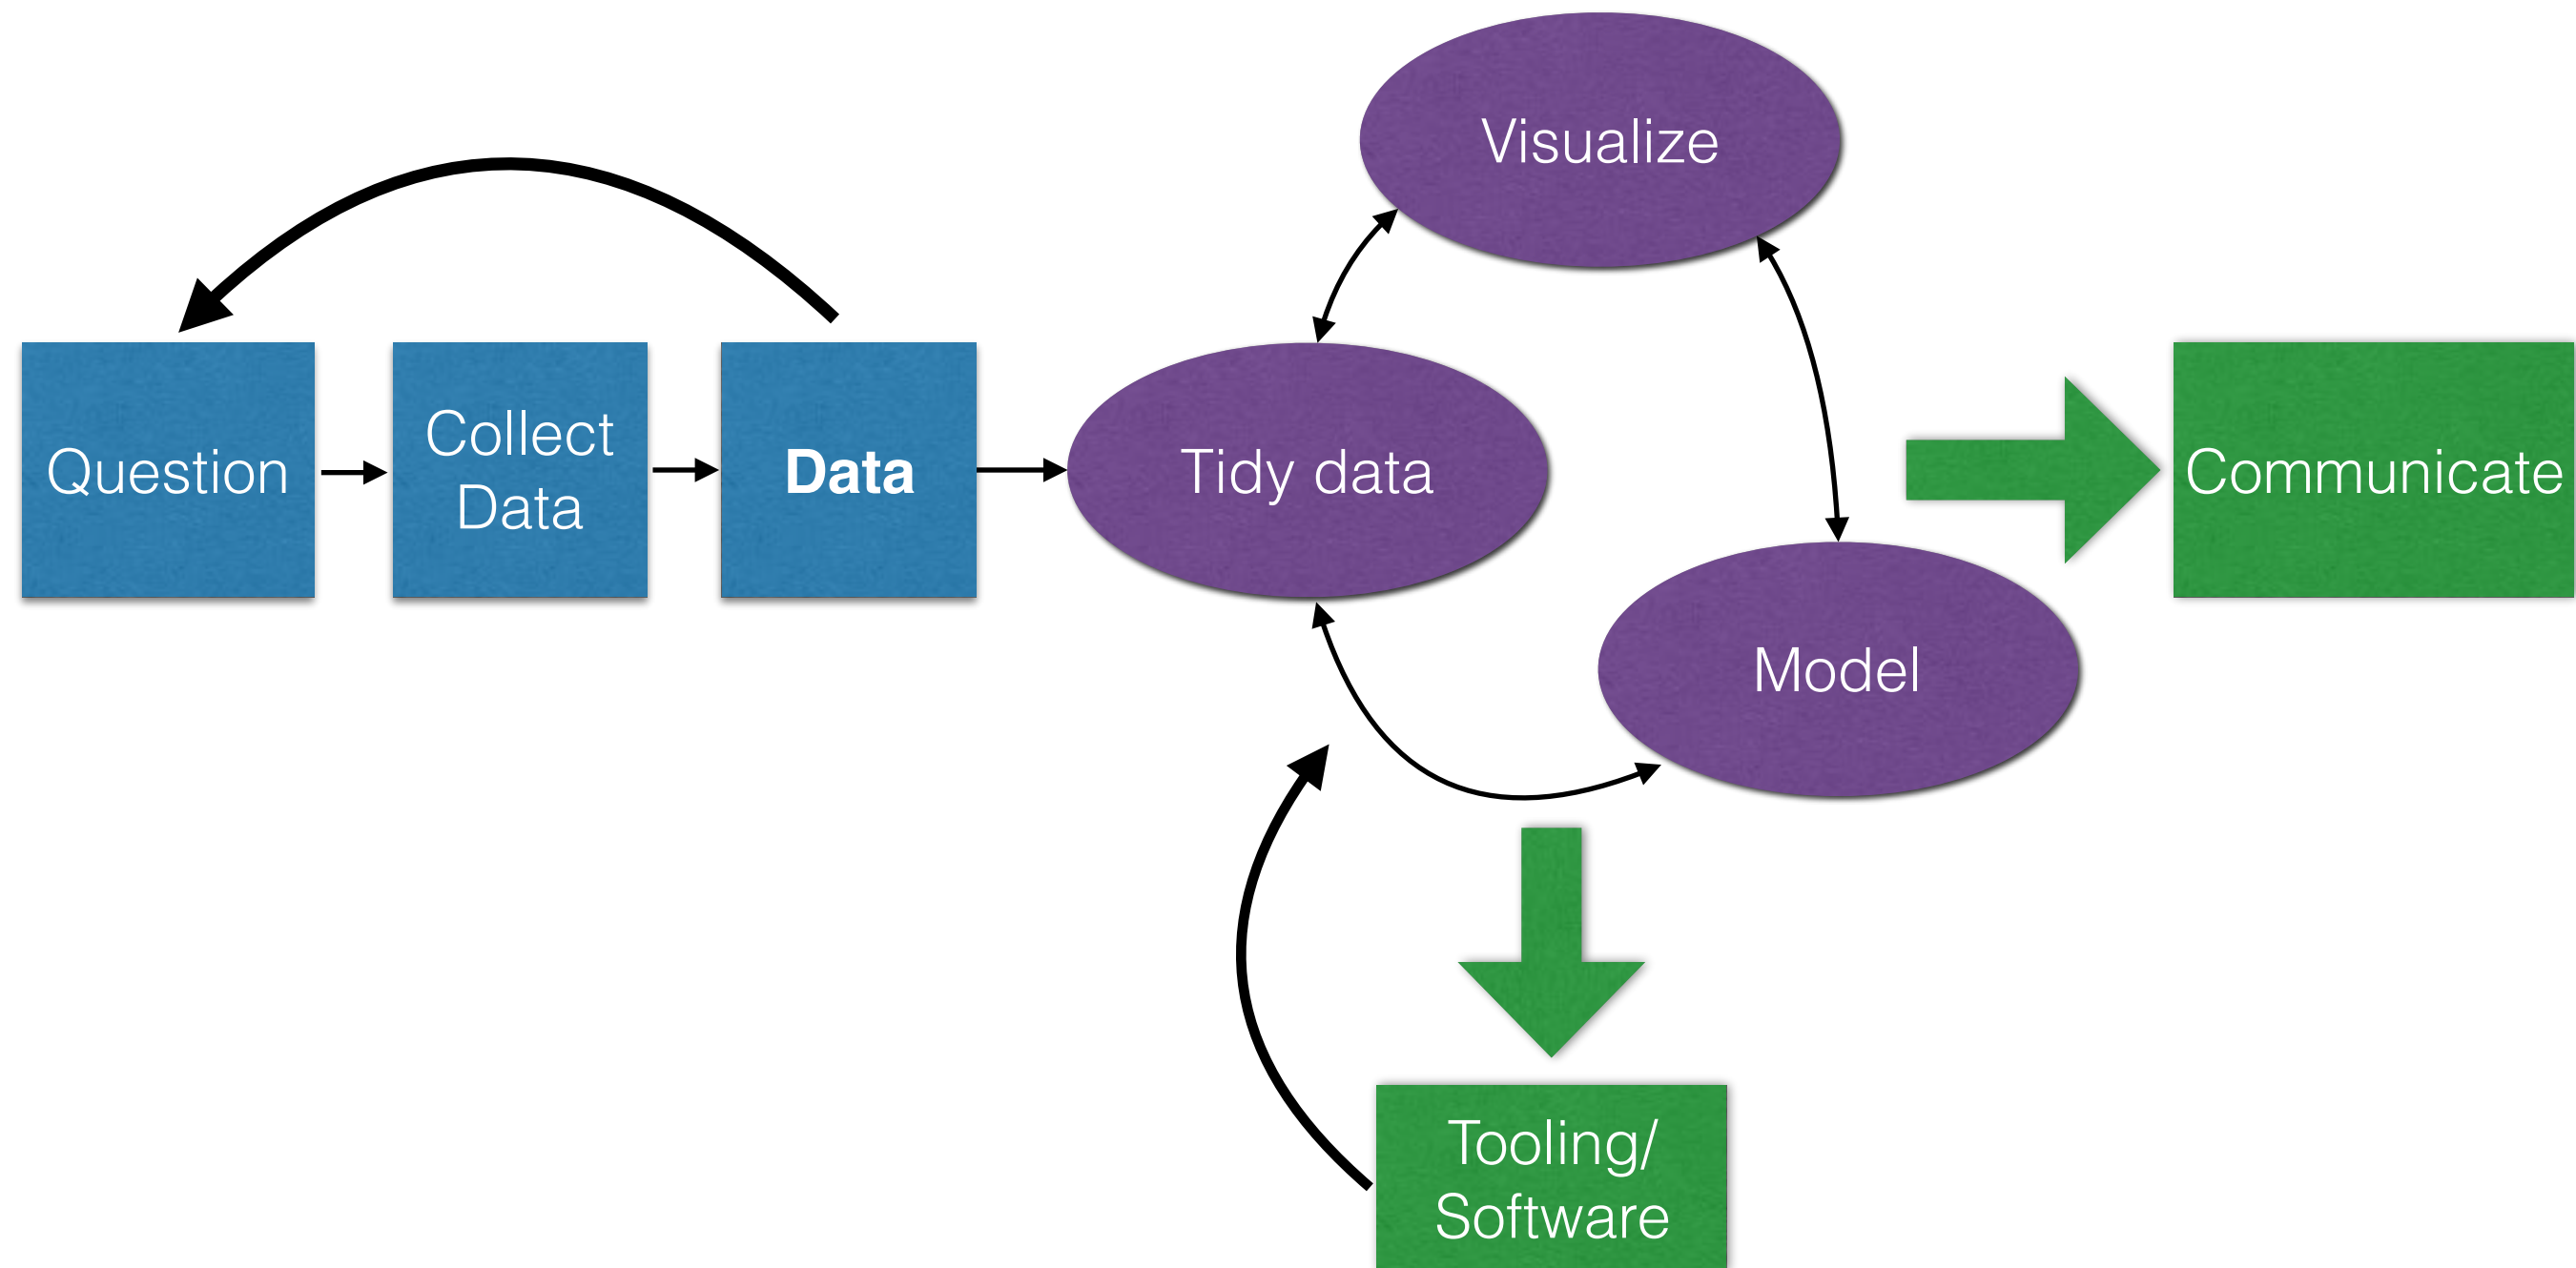 Question
Collect
Data
Data
Tidy data
Visualize
Model
Communicate
Tooling/
Software